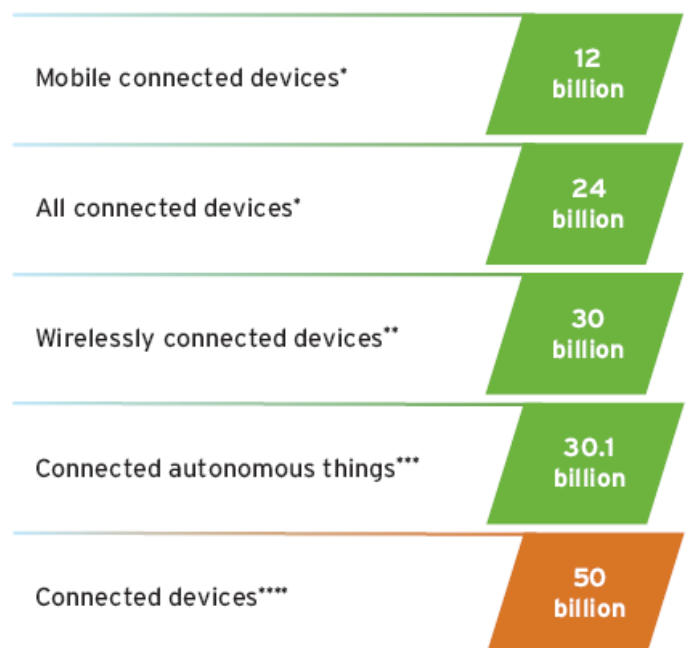 12
billion
Mobile connected devices*
24
billion
All connected devices*
30
billion
Wirelessly connected devices**
30.1
billion
Connected autonomous things***
50
billion
Connected devices****